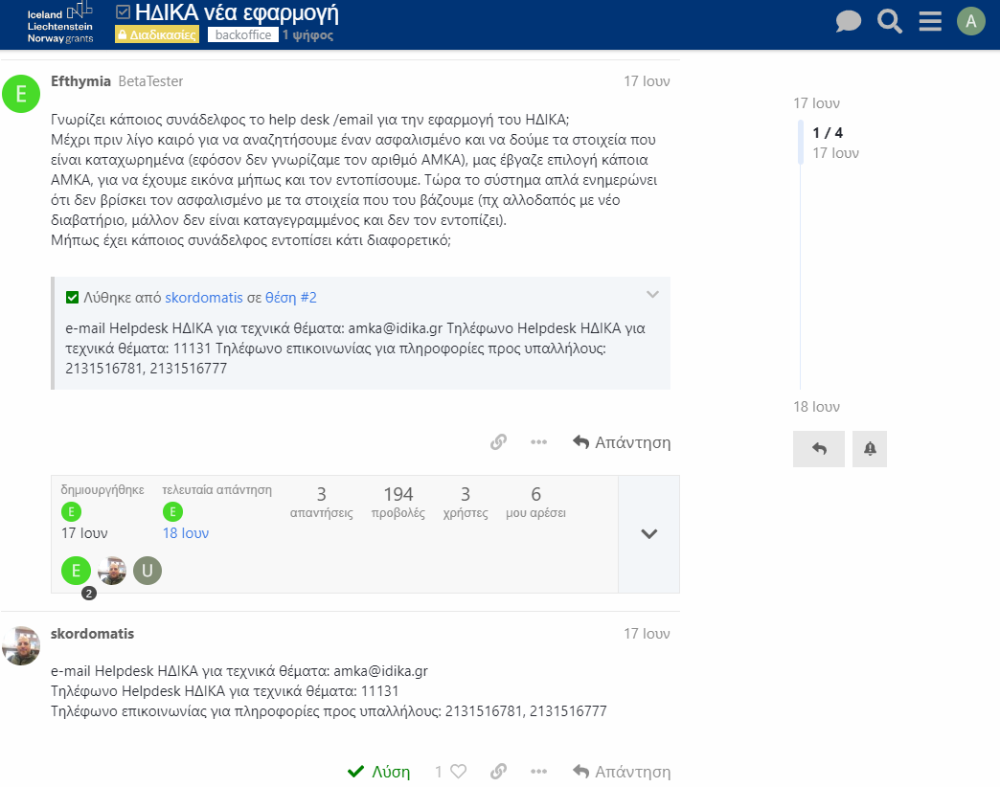 Iceland
Liechtenstein
Norway grants
ΗΔΙΚΑ νέα εφαρμογή
Διαδικασίες backoffice 1 ψήφος
A
E
Efthymia BetaTester 17 Ιουν
Γνωρίζει κάποιος συνάδελφος το help desk /email για την εφαρμογή του ΗΔΙΚΑ;
Μέχρι πριν λίγο καιρό για να αναζητήσουμε έναν ασφαλισμένο και να δούμε τα στοιχεία που
είναι καταχωρημένα (εφόσον δεν γνωρίζαμε τον αριθμό ΑΜΚΑ), μας έβγαζε επιλογή κάποια
ΑΜΚΑ, για να έχουμε εικόνα μήπως και τον εντοπίσουμε. Τώρα το σύστημα απλά ενημερώνει
ότι δεν βρίσκει τον ασφαλισμένο με τα στοιχεία που του βάζουμε (πχ αλλοδαπός με νέο
διαβατήριο, μάλλον δεν είναι καταγεγραμμένος και δεν τον εντοπίζει).
Μήπως έχει κάποιος συνάδελφος εντοπίσει κάτι διαφορετικό;
Λύθηκε από skordomatis σε θέση #2
e-mail Helpdesk ΗΔΙΚΑ για τεχνικά θέματα: amka@idika.gr Τηλέφωνο Helpdesk ΗΔΙΚΑ για
τεχνικά θέματα: 11131 Τηλέφωνο επικοινωνίας για πληροφορίες προς υπαλλήλους:
2131516781, 2131516777
Απάντηση
δημιουργήθηκε τελευταία απάντηση 3 194 3 6
E E απαντήσεις προβολές χρήστες μου αρέσει
17 Ιουν 18 Ιουν
E U
2
skordomatis 17 Ιουν
e-mail Helpdesk ΗΔΙΚΑ για τεχνικά θέματα: amka@idika.gr
Τηλέφωνο Helpdesk ΗΔΙΚΑ για τεχνικά θέματα: 11131
Τηλέφωνο επικοινωνίας για πληροφορίες προς υπαλλήλους: 2131516781, 2131516777
Λύση 1 Απάντηση
17 Ιουν
1 / 4
17 Ιουν
18 Ιουν